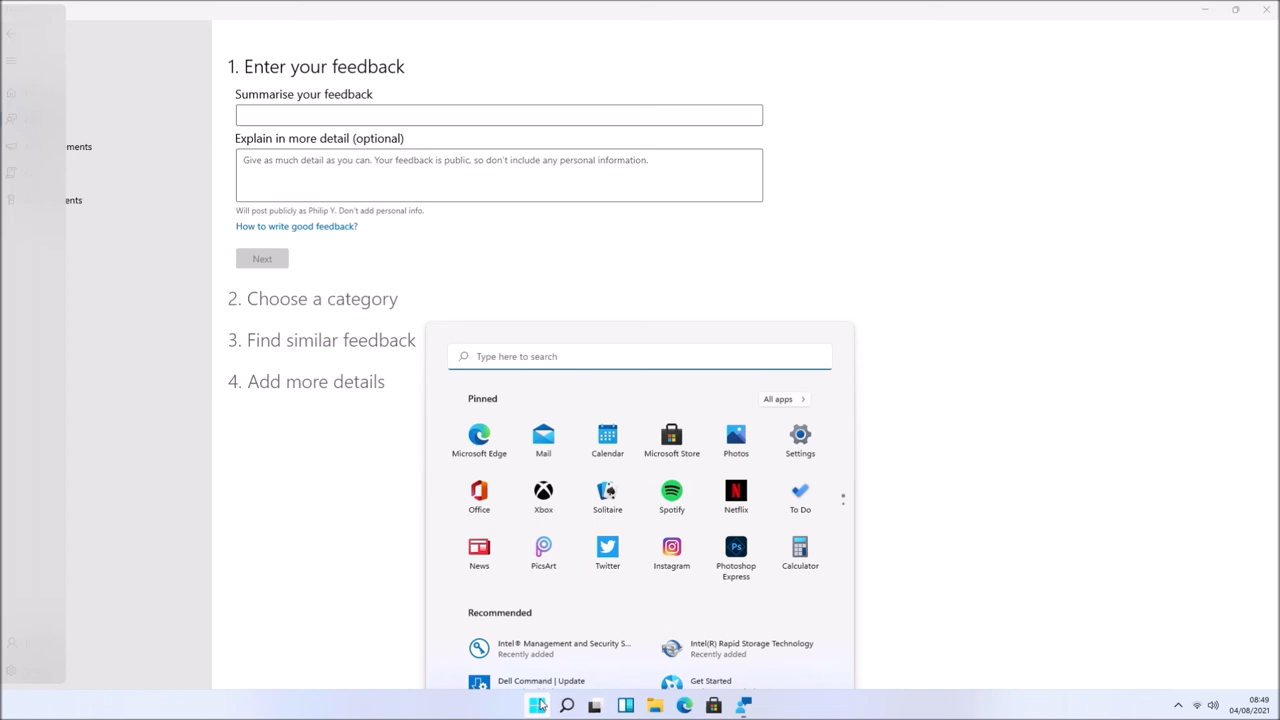 1. Enter your feedback
Summarise your feedback
Explain in more detail (optional)
Give as much detail as you can. Your feedback is public, so don't include any personal information.
ments
ents
Will post publicly as Philip Y. Don't add personal info.
How to write good feedback?
Next
2. Choose a category
3. Find similar feedback
4. Add more details
Type here to search
Pinned
All apps
Microsoft Edge
Mail
Calendar
Microsoft Store
Photos
Settings
Office
Xbox
Solitaire
Spotify
Netflix
To Do
News
PicsArt
Twitter
Instagram
Ps
Photoshop Express
Calculator
Recommended
Intel® Management and Security S...
Recently added
Intel(R) Rapid Storage Technology
Recently added
Dell Command | Update
Get Started
08:49
04/08/2021